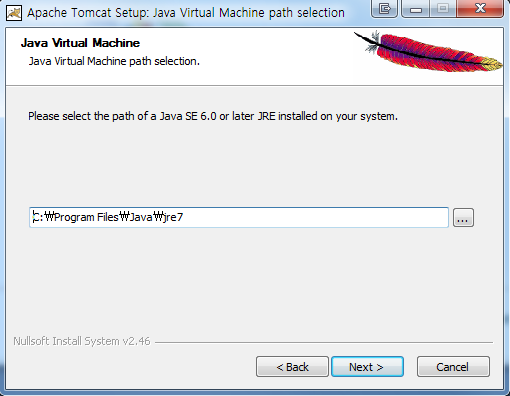 Apache Tomcat Setup: Java Virtual Machine path selection
Java Virtual Machine
Java Virtual Machine path selection.
Please select the path of a Java SE 6.0 or later JRE installed on your system.
C:₩Program Files₩Java₩jre7
...
Nullsoft Install System v2.46
< Back
Next >
Cancel